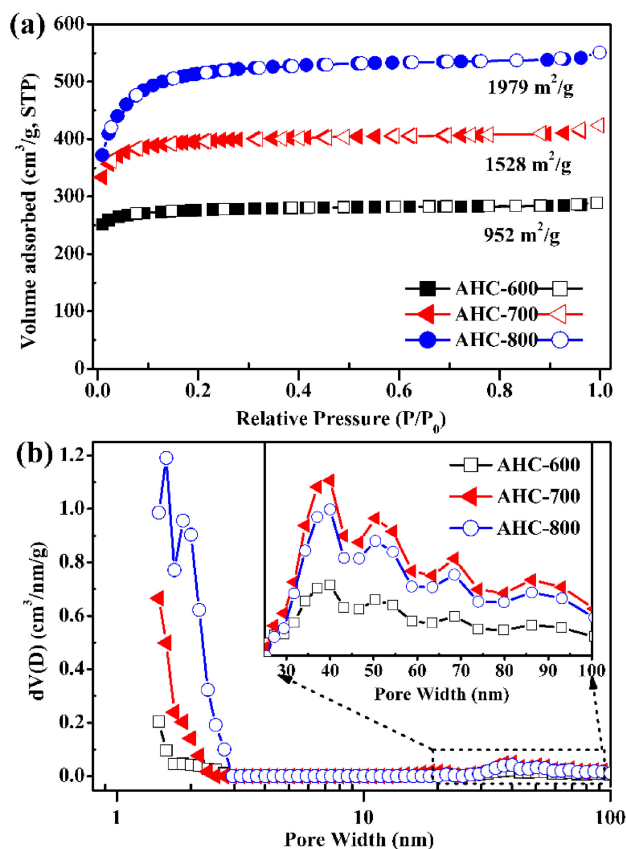 (a)
600
500
400
300
200
100
0
Volume adsorbed (cm³/g, STP)
1979 m²/g
1528 m²/g
952 m²/g
AHC-600
AHC-700
AHC-800
0.0 0.2 0.4 0.6 0.8 1.0
Relative Pressure (P/P₀)
(b)
1.2
1.0
0.8
0.6
0.4
0.2
0.0
dV(D) (cm³/nm/g)
AHC-600
AHC-700
AHC-800
30 40 50 60 70 80 90 100
Pore Width (nm)
1 10 100
Pore Width (nm)